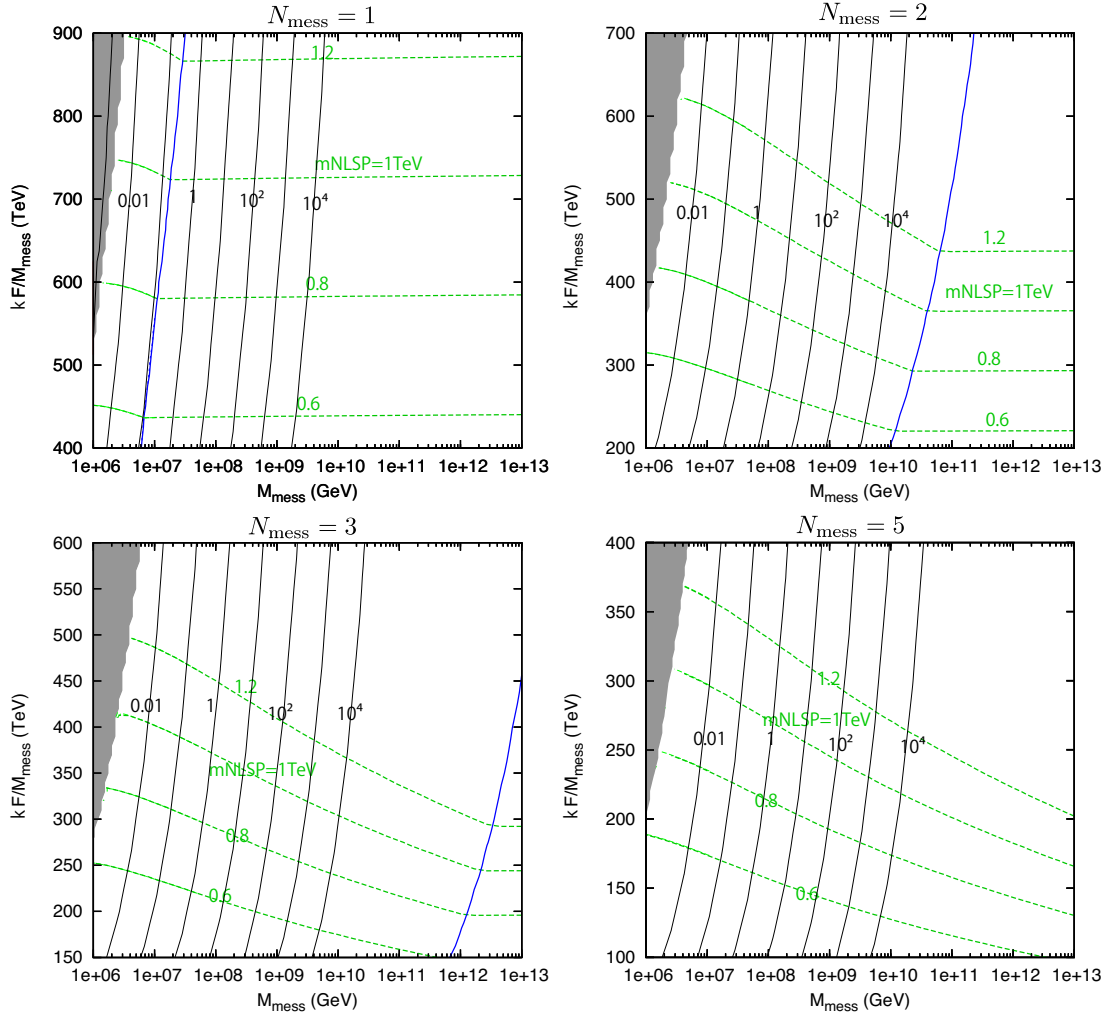 N_mess = 1
900
800
700
600
500
400
kF/M_mess (TeV)
1.2
mNLSP=1TeV
0.01
1
10²
10⁴
0.8
0.6
1e+06 1e+07 1e+08 1e+09 1e+10 1e+11 1e+12 1e+13
M_mess (GeV)
N_mess = 2
700
600
500
400
300
200
kF/M_mess (TeV)
0.01
1
10²
10⁴
1.2
mNLSP=1TeV
0.8
0.6
1e+06 1e+07 1e+08 1e+09 1e+10 1e+11 1e+12 1e+13
M_mess (GeV)
N_mess = 3
600
550
500
450
400
350
300
250
200
150
kF/M_mess (TeV)
1.2
0.01
1
10²
10⁴
mNLSP=1TeV
0.8
0.6
1e+06 1e+07 1e+08 1e+09 1e+10 1e+11 1e+12 1e+13
M_mess (GeV)
N_mess = 5
400
350
300
250
200
150
100
kF/M_mess (TeV)
1.2
mNLSP=1TeV
0.01
1
10²
10⁴
0.8
0.6
1e+06 1e+07 1e+08 1e+09 1e+10 1e+11 1e+12 1e+13
M_mess (GeV)